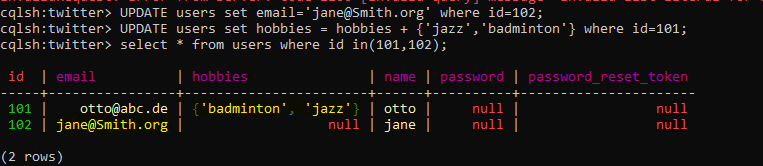 cqlsh:twitter> UPDATE users set email='jane@Smith.org' where id=102;
cqlsh:twitter> UPDATE users set hobbies = hobbies + {'jazz','badminton'} where id=101;
cqlsh:twitter> select * from users where id in(101,102);
id | email | hobbies | name | password | password_reset_token
-----+----------------+-----------------------+------+----------+----------------------
101 | otto@abc.de | {'badminton', 'jazz'} | otto | null | null
102 | jane@Smith.org | null | jane | null | null
(2 rows)